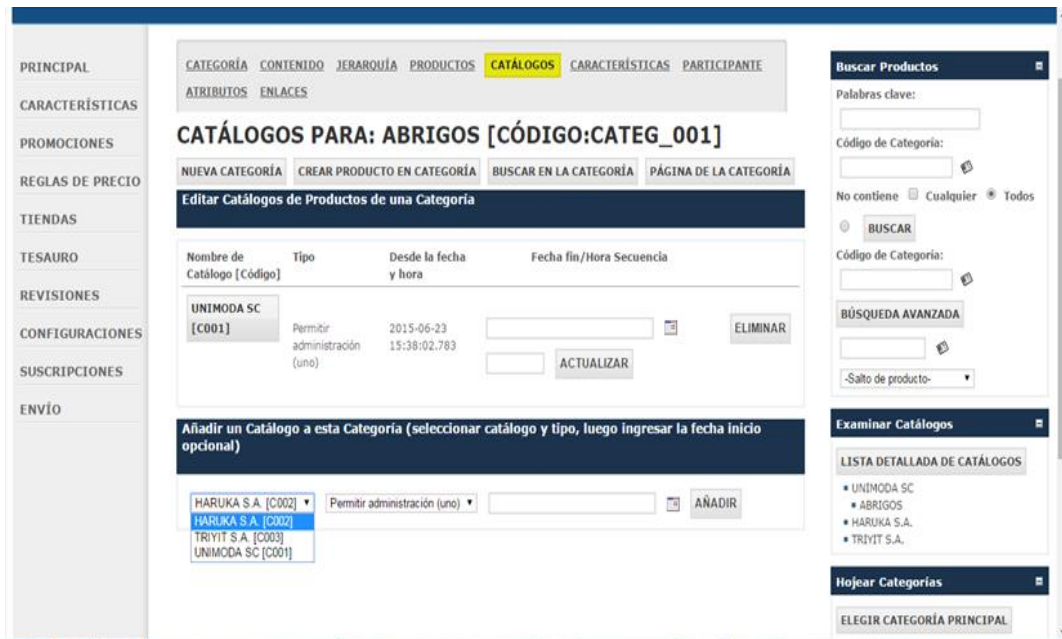 PRINCIPAL
CARACTERÍSTICAS
PROMOCIONES
REGLAS DE PRECIO
TIENDAS
TESAURO
REVISIONES
CONFIGURACIONES
SUSCRIPCIONES
ENVÍO
CATEGORÍA CONTENIDO JERARQUÍA PRODUCTOS CATÁLOGOS CARACTERÍSTICAS PARTICIPANTE
ATRIBUTOS ENLACES
CATÁLOGOS PARA: ABRIGOS [CÓDIGO:CATEG_001]
NUEVA CATEGORÍA CREAR PRODUCTO EN CATEGORÍA BUSCAR EN LA CATEGORÍA PÁGINA DE LA CATEGORÍA
Editar Catálogos de Productos de una Categoría
Nombre de Tipo Desde la fecha Fecha fin/Hora Secuencia
Catálogo [Código] y hora
UNIMODA SC
[C001]
Permitir 2015-06-23 ELIMINAR
administración 15:38:02.783
(uno) ACTUALIZAR
Añadir un Catálogo a esta Categoría (seleccionar catálogo y tipo, luego ingresar la fecha inicio
opcional)
HARUKA S.A. [C002] Permitir administración (uno) AÑADIR
HARUKA S.A. [C002]
TRIYIT S.A. [C003]
UNIMODA SC [C001]
Buscar Productos
Palabras clave:
Código de Categoría:
No contiene Cualquier Todos
BUSCAR
Código de Categoría:
BÚSQUEDA AVANZADA
-Salto de producto-
Examinar Catálogos
LISTA DETALLADA DE CATÁLOGOS
UNIMODA SC
ABRIGOS
HARUKA S.A.
TRIYIT S.A.
Hojear Categorías
ELEGIR CATEGORÍA PRINCIPAL